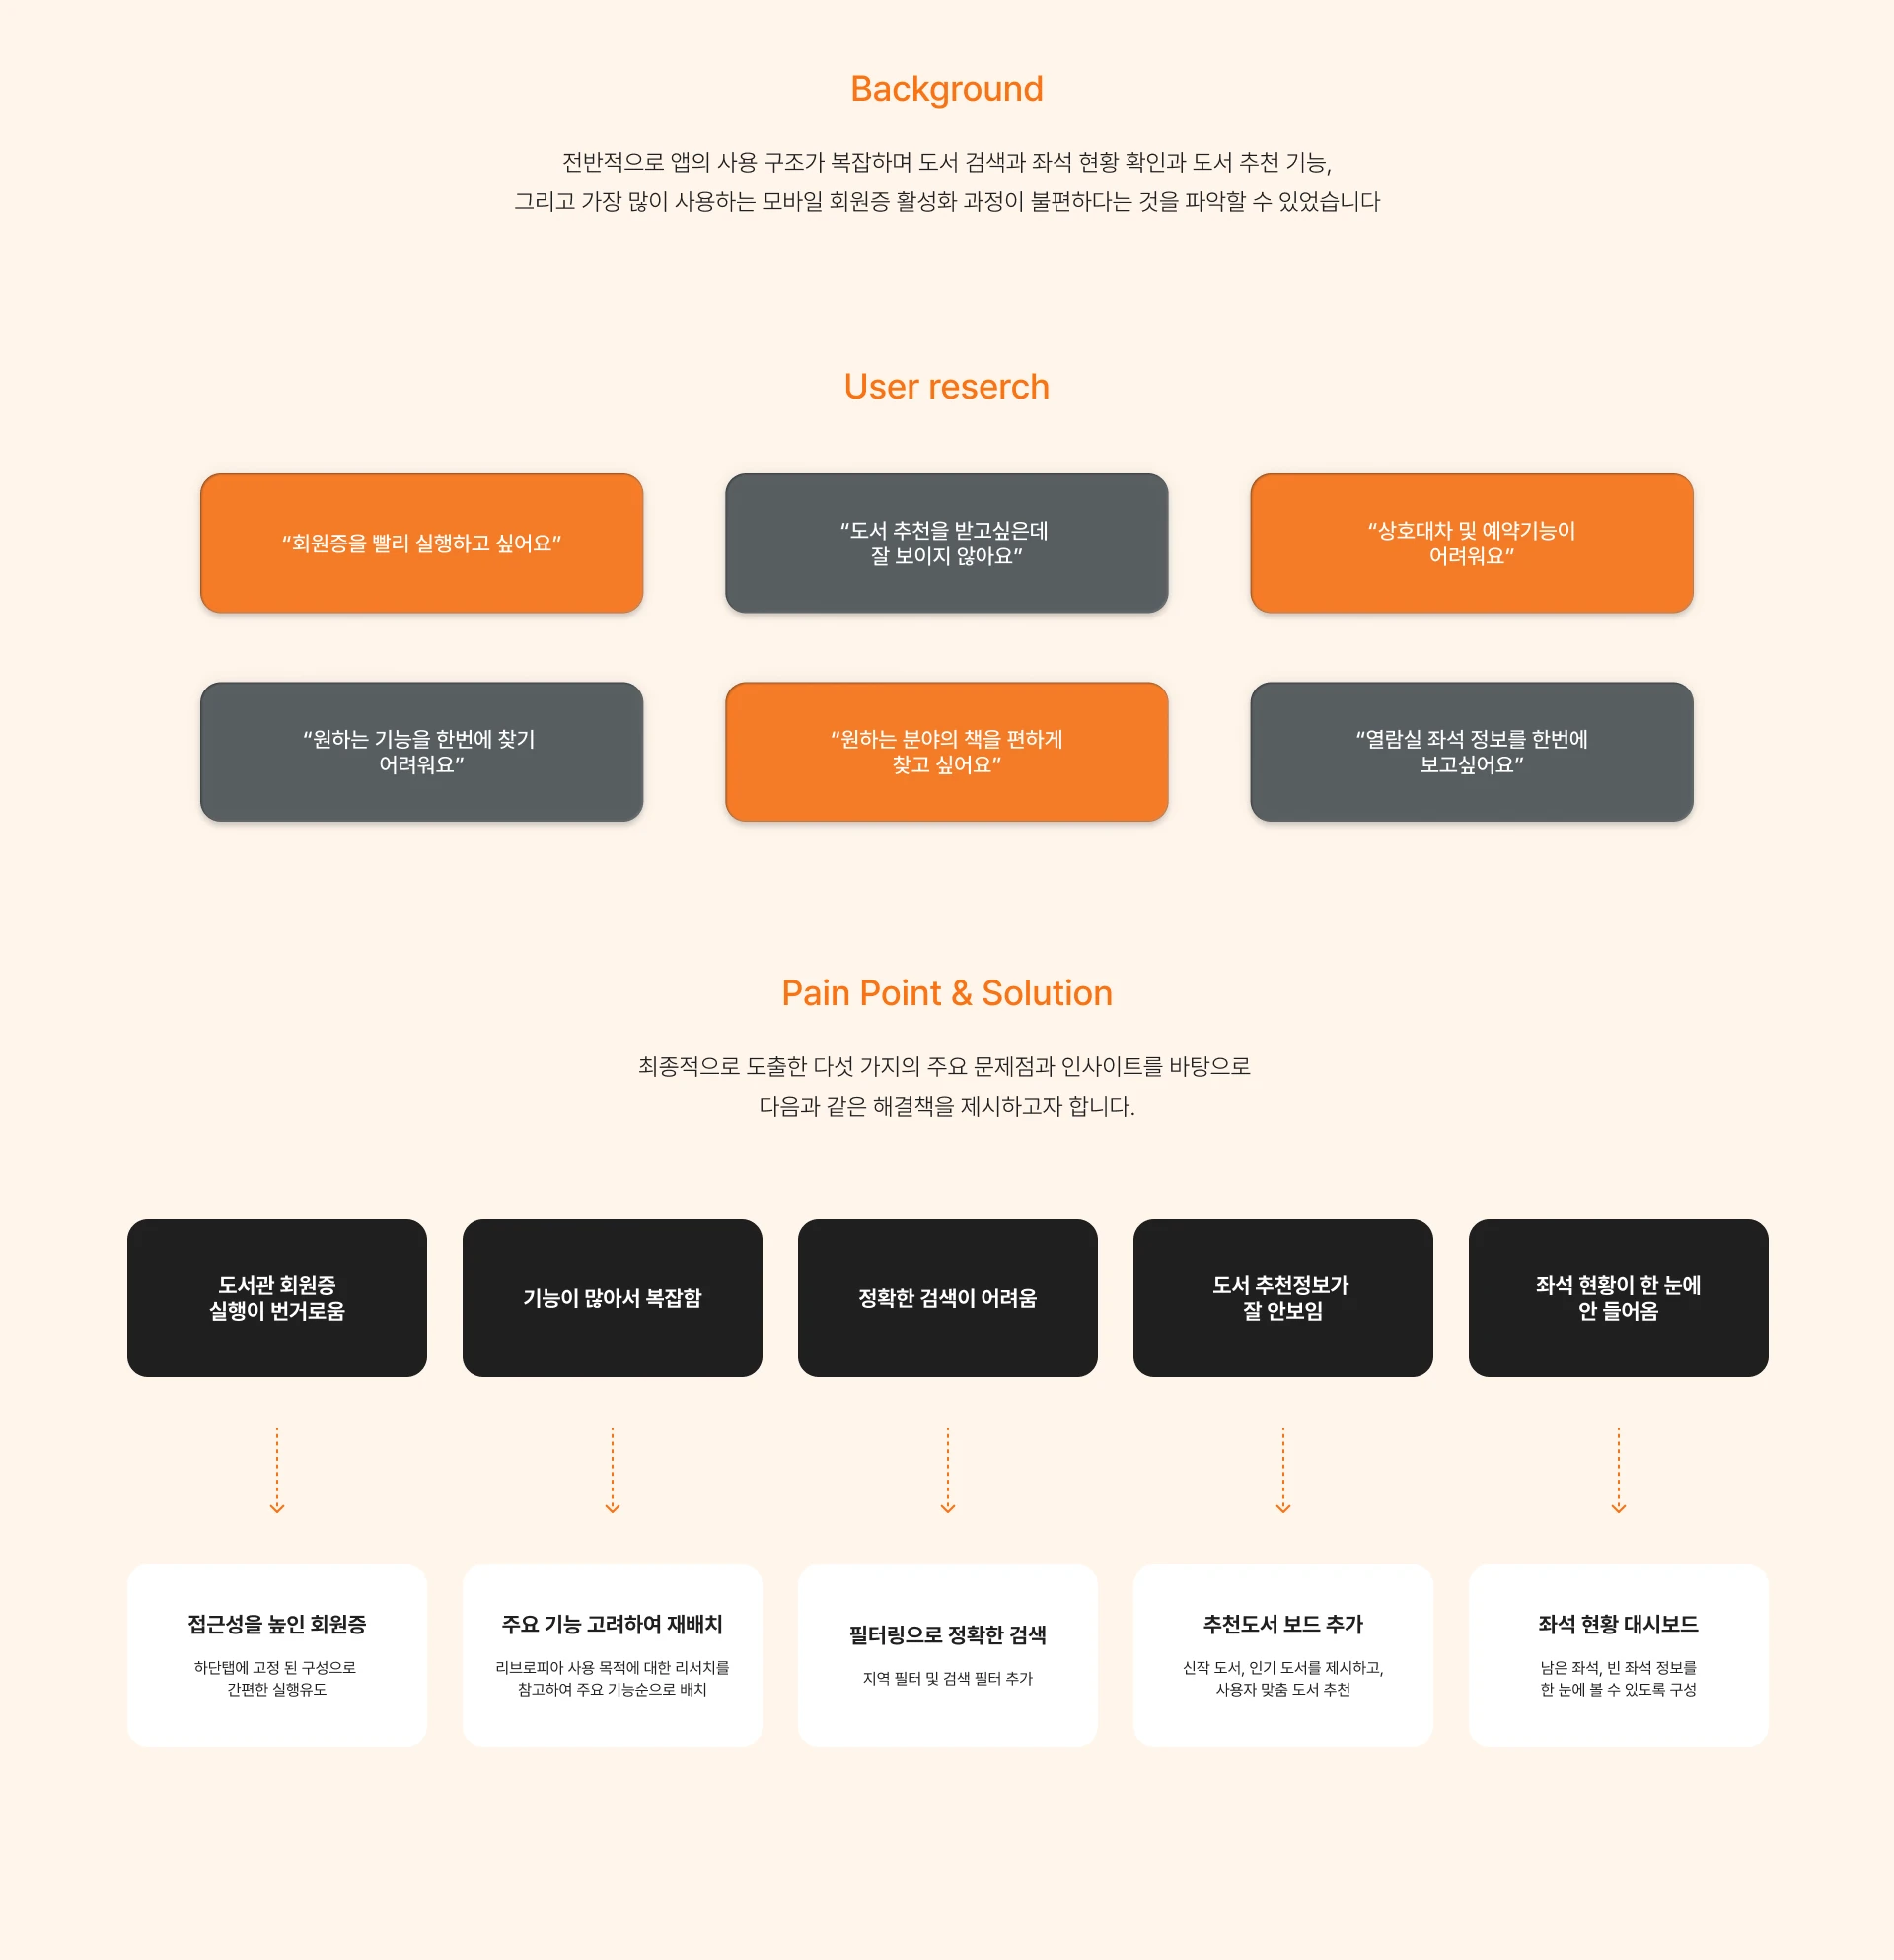 Background
전반적으로 앱의 사용 구조가 복잡하며 도서 검색과 좌석 현황 확인과 도서 추천 기능,
그리고 가장 많이 사용하는 모바일 회원증 활성화 과정이 불편하다는 것을 파악할 수 있었습니다
User reserch
“회원증을 빨리 실행하고 싶어요”
“도서 추천을 받고싶은데
잘 보이지 않아요”
“상호대차 및 예약기능이
어려워요”
“원하는 기능을 한번에 찾기
어려워요”
“원하는 분야의 책을 편하게
찾고 싶어요”
“열람실 좌석 정보를 한번에
보고싶어요”
Pain Point & Solution
최종적으로 도출한 다섯 가지의 주요 문제점과 인사이트를 바탕으로
다음과 같은 해결책을 제시하고자 합니다.
도서관 회원증
실행이 번거로움
기능이 많아서 복잡함
정확한 검색이 어려움
도서 추천정보가
잘 안보임
좌석 현황이 한 눈에
안 들어옴
접근성을 높인 회원증
하단탭에 고정 된 구성으로
간편한 실행유도
주요 기능 고려하여 재배치
리브로피아 사용 목적에 대한 리서치를
참고하여 주요 기능순으로 배치
필터링으로 정확한 검색
지역 필터 및 검색 필터 추가
추천도서 보드 추가
신작 도서, 인기 도서를 제시하고,
사용자 맞춤 도서 추천
좌석 현황 대시보드
남은 좌석, 빈 좌석 정보를
한 눈에 볼 수 있도록 구성